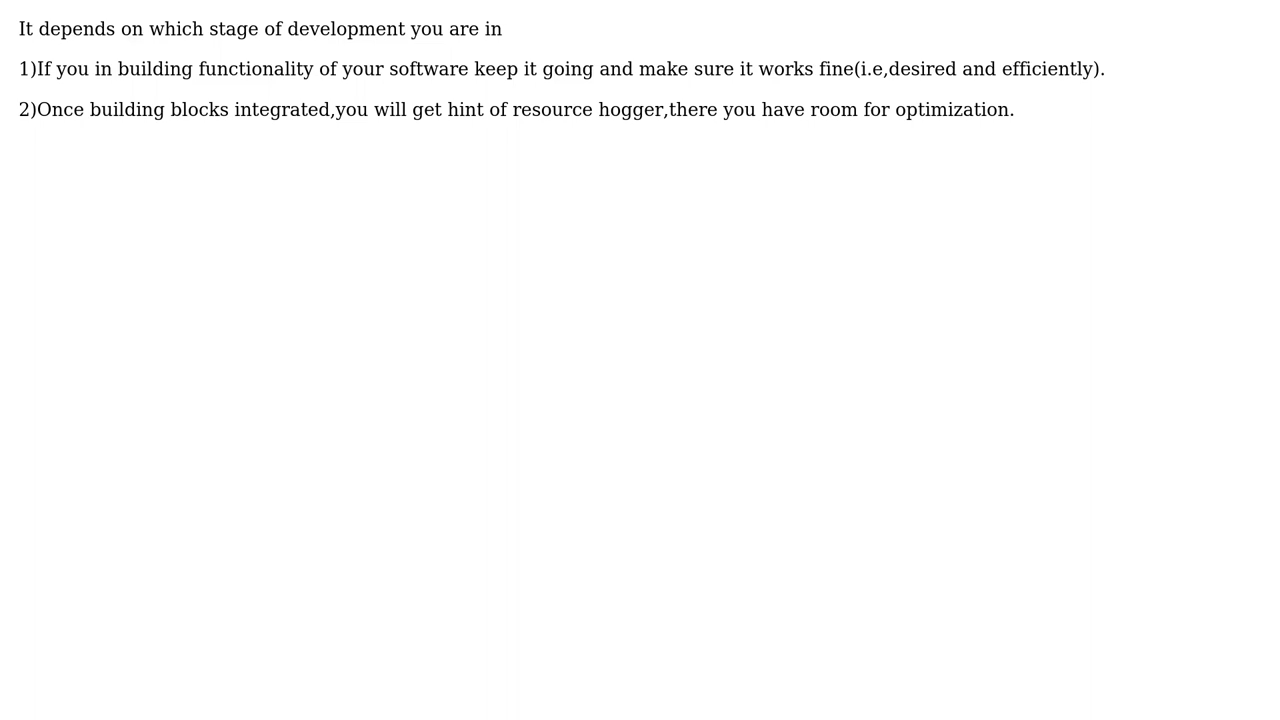 It depends on which stage of development you are in
1)If you in building functionality of your software keep it going and make sure it works fine(i.e,desired and efficiently).
2)Once building blocks integrated,you will get hint of resource hogger,there you have room for optimization.